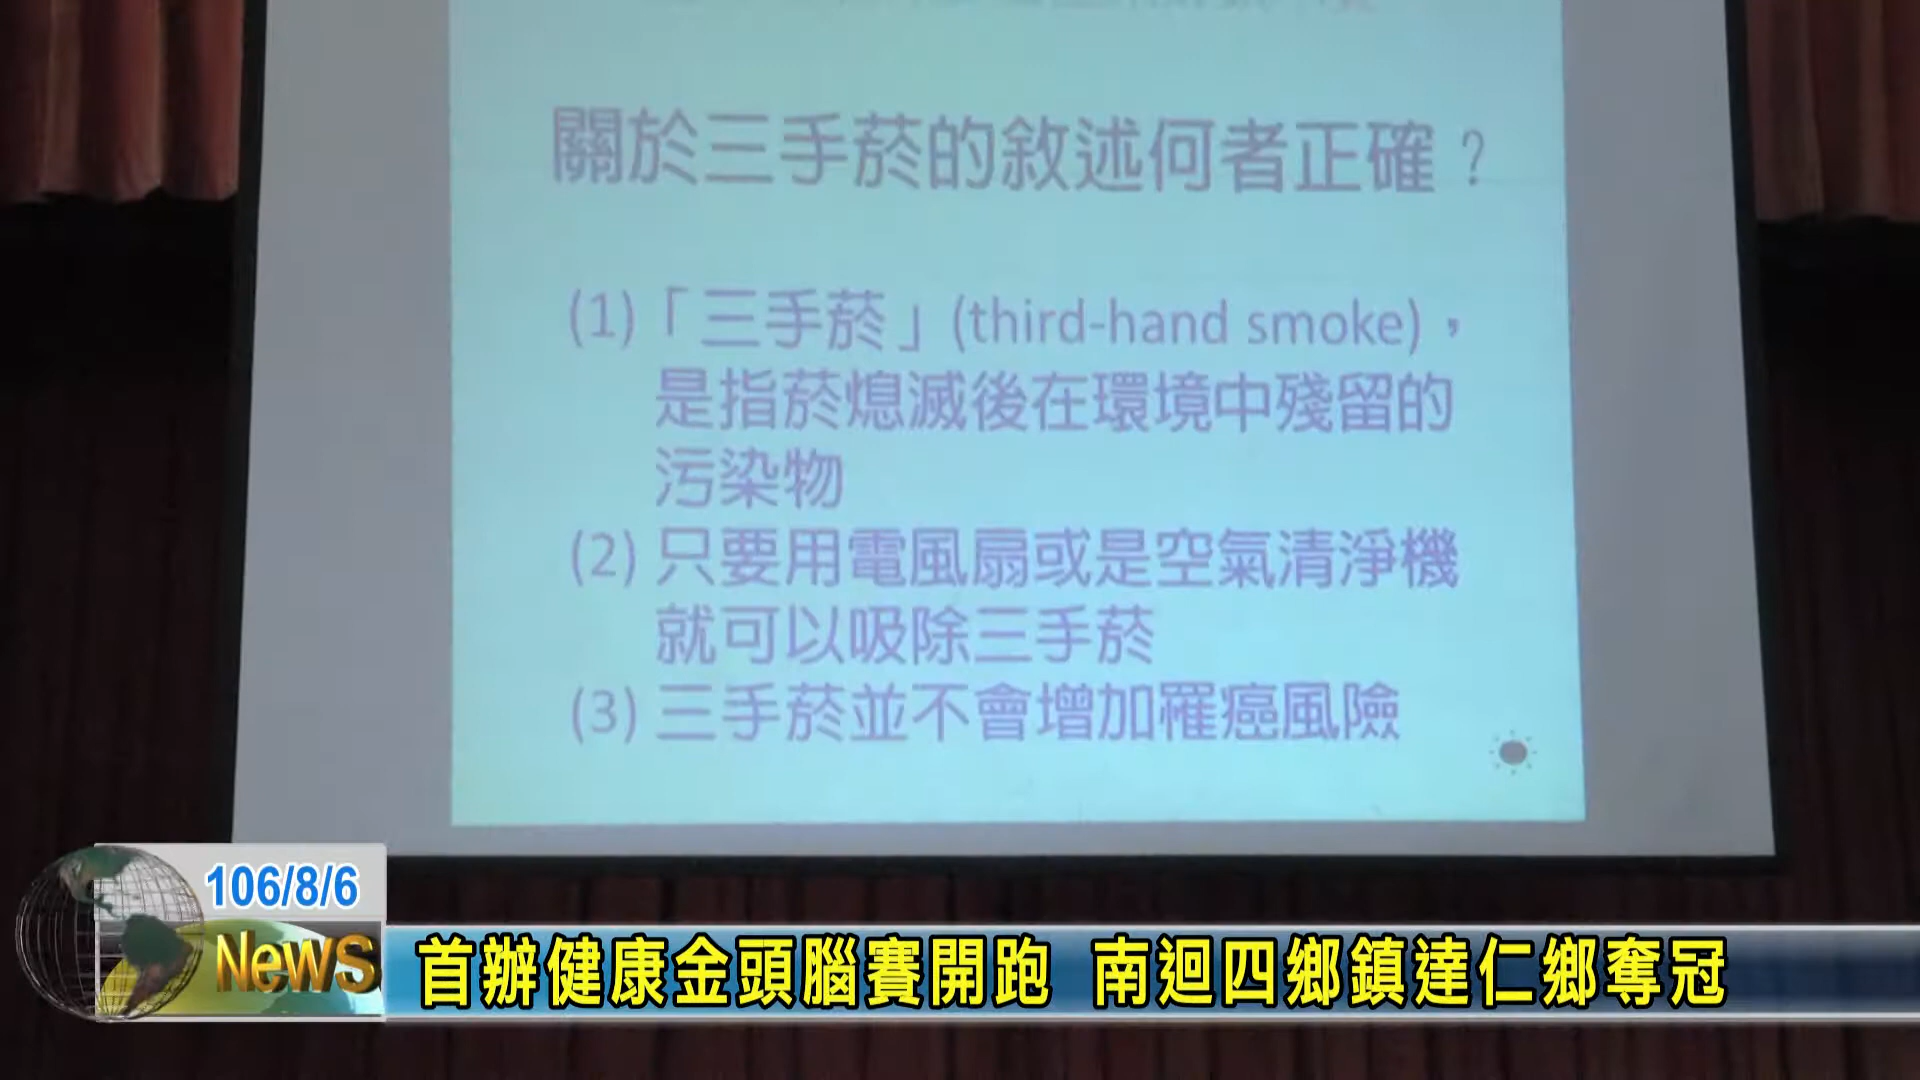 關於三手菸的敘述何者正確？
(1)「三手菸」(third-hand smoke)，
是指菸熄滅後在環境中殘留的
污染物
(2) 只要用電風扇或是空氣清淨機
就可以吸除三手菸
(3) 三手菸並不會增加罹癌風險
106/8/6
NewS
首辦健康金頭腦賽開跑 南迴四鄉鎮達仁鄉奪冠